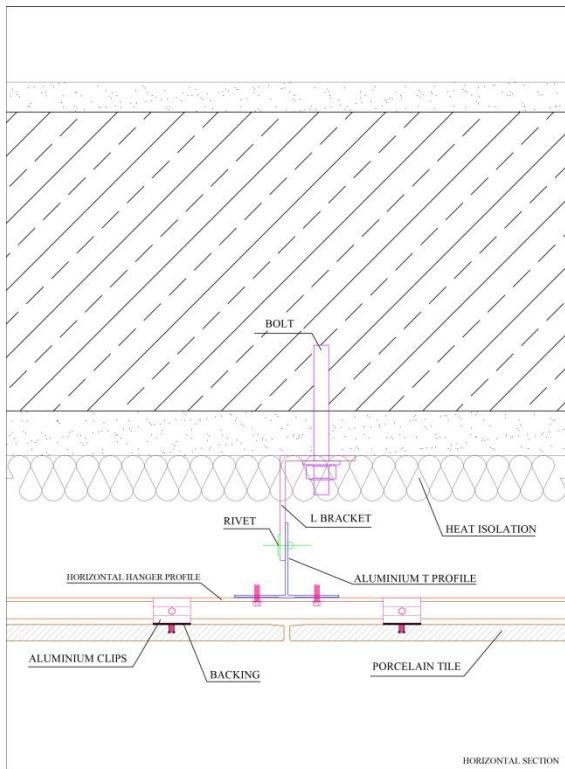 BOLT
HEAT ISOLATION
L BRACKET
RIVET
ALUMINIUM T PROFILE
HORIZONTAL HANGER PROFILE
ALUMINIUM CLIPS
BACKING
PORCELAIN TILE
HORIZONTAL SECTION